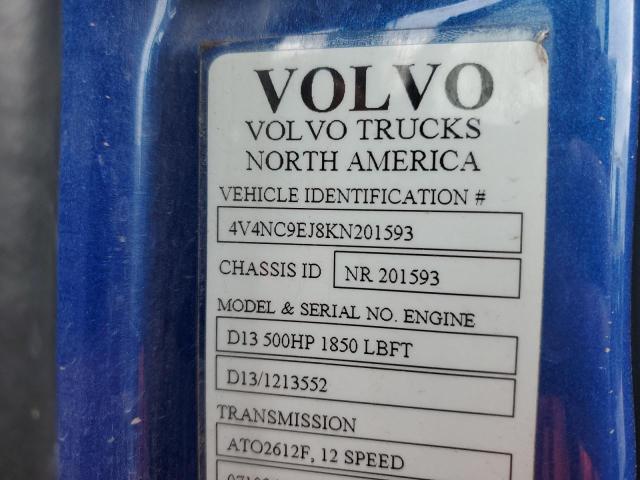 VOLVO
VOLVO TRUCKS
NORTH AMERICA
VEHICLE IDENTIFICATION #
4V4NC9EJ8KN201593
CHASSIS ID NR 201593
MODEL & SERIAL NO. ENGINE
D13 500HP 1850 LBFT
D13/1213552
TRANSMISSION
ATO2612F, 12 SPEED